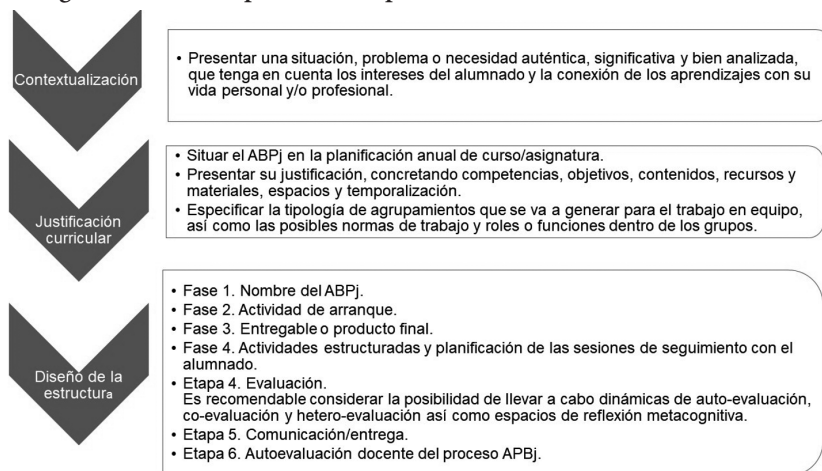 Contextualización
• Presentar una situación, problema o necesidad auténtica, significativa y bien analizada,
que tenga en cuenta los intereses del alumnado y la conexión de los aprendizajes con su
vida personal y/o profesional.
Justificación
curricular
• Situar el ABPj en la planificación anual de curso/asignatura.
• Presentar su justificación, concretando competencias, objetivos, contenidos, recursos y
materiales, espacios y temporalización.
• Especificar la tipología de agrupamientos que se va a generar para el trabajo en equipo,
así como las posibles normas de trabajo y roles o funciones dentro de los grupos.
Diseño de la
estructura
• Fase 1. Nombre del ABPj.
• Fase 2. Actividad de arranque.
• Fase 3. Entregable o producto final.
• Fase 4. Actividades estructuradas y planificación de las sesiones de seguimiento con el
alumnado.
• Etapa 4. Evaluación.
Es recomendable considerar la posibilidad de llevar a cabo dinámicas de auto-evaluación,
co-evaluación y hetero-evaluación así como espacios de reflexión metacognitiva.
• Etapa 5. Comunicación/entrega.
• Etapa 6. Autoevaluación docente del proceso APBj.